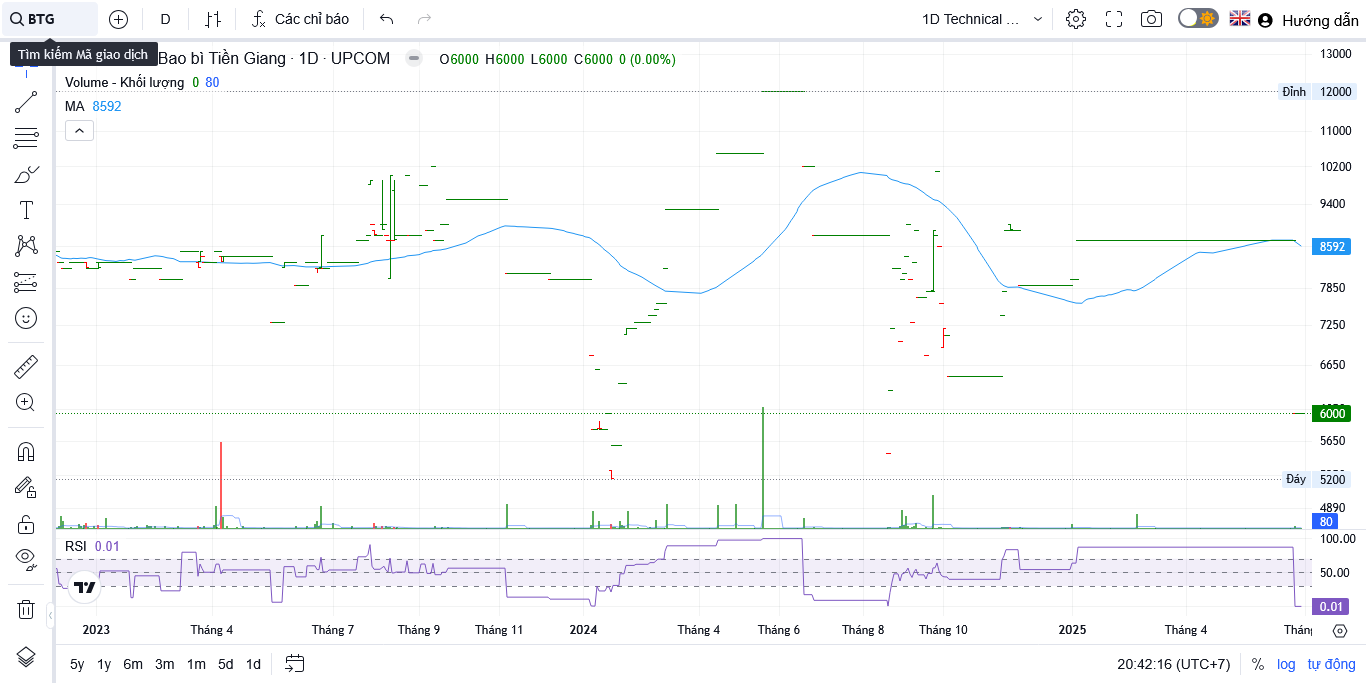 BTG
D
Các chỉ báo
1D Technical ...
Hướng dẫn
Tìm kiếm Mã giao dịch
Bao bì Tiền Giang · 1D · UPCOM
O6000 H6000 L6000 C6000 0 (0.00%)
Volume - Khối lượng 0 80
MA 8592
13000
Đỉnh 12000
11000
10200
9400
8592
7850
7250
6650
6000
5650
Đáy 5200
4890
80
RSI 0.01
100.00
50.00
0.01
2023 Tháng 4 Tháng 7 Tháng 9 Tháng 11 2024 Tháng 4 Tháng 6 Tháng 8 Tháng 10 2025 Tháng 4 Thán
5y 1y 6m 3m 1m 5d 1d
20:42:16 (UTC+7) % log tự động